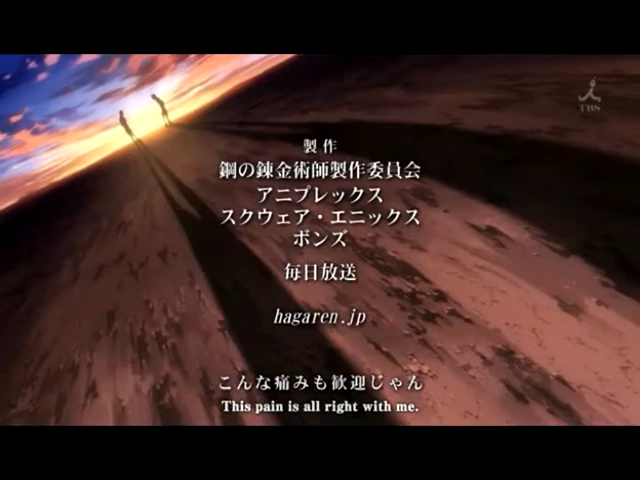 TBS
製作
鋼の錬金術師製作委員会
アニプレックス
スクウェア・エニックス
ボンズ
毎日放送
hagaren.jp
こんな痛みも歓迎じゃん
This pain is all right with me.